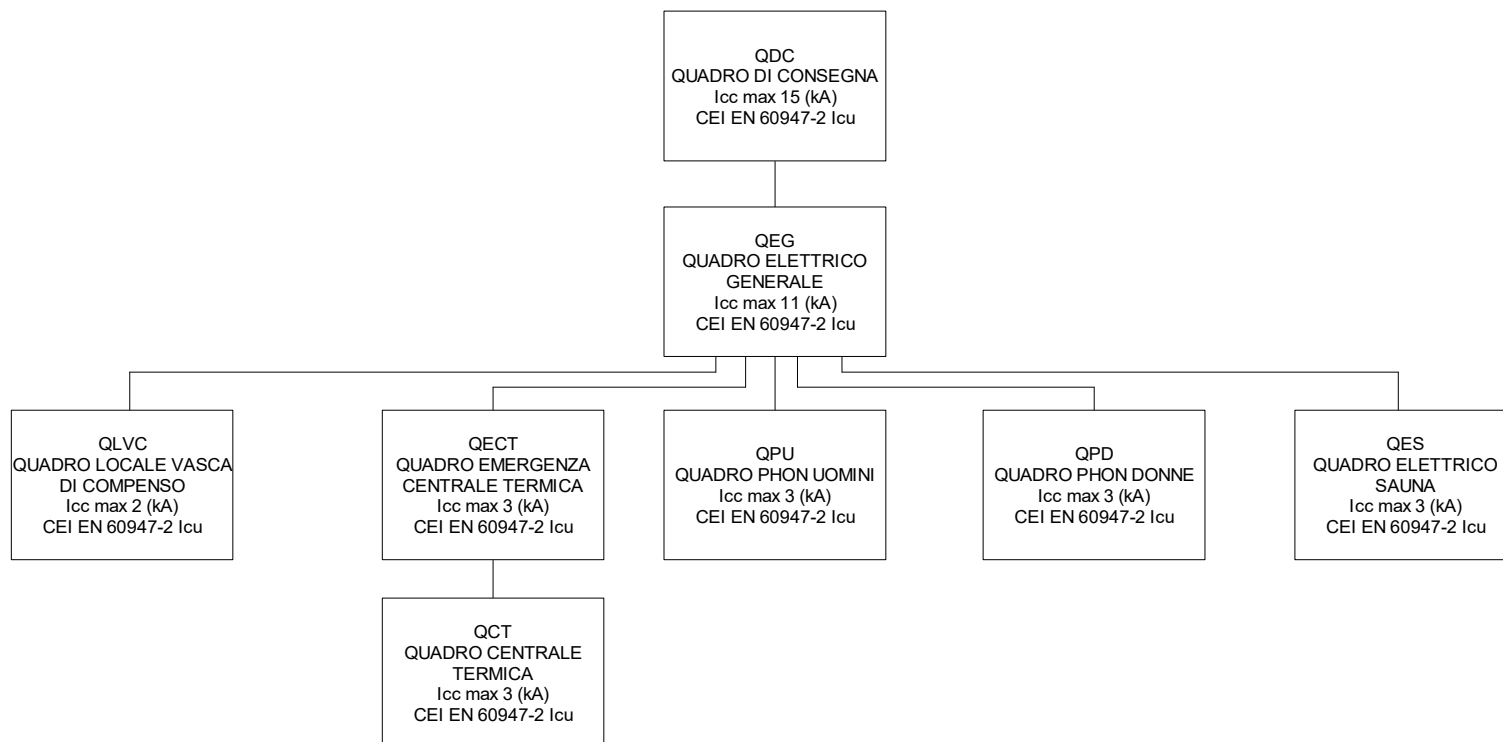 QDC
QUADRO DI CONSEGNA
Icc max 15 (kA)
CEI EN 60947-2 Icu
QEG
QUADRO ELETTRICO
GENERALE
Icc max 11 (kA)
CEI EN 60947-2 Icu
QLVC
QUADRO LOCALE VASCA
DI COMPENSO
Icc max 2 (kA)
CEI EN 60947-2 Icu
QECT
QUADRO EMERGENZA
CENTRALE TERMICA
Icc max 3 (kA)
CEI EN 60947-2 Icu
QPU
QUADRO PHON UOMINI
Icc max 3 (kA)
CEI EN 60947-2 Icu
QPD
QUADRO PHON DONNE
Icc max 3 (kA)
CEI EN 60947-2 Icu
QES
QUADRO ELETTRICO
SAUNA
Icc max 3 (kA)
CEI EN 60947-2 Icu
QCT
QUADRO CENTRALE
TERMICA
Icc max 3 (kA)
CEI EN 60947-2 Icu